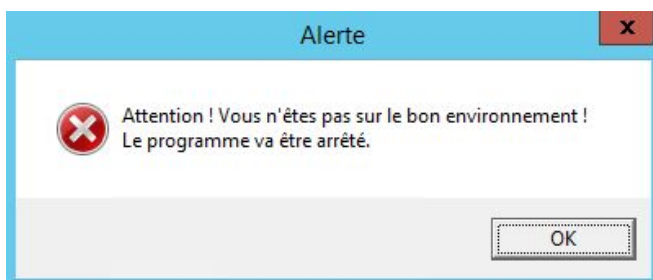 Alerte
Attention ! Vous n'êtes pas sur le bon environnement !
Le programme va être arrêté.
OK